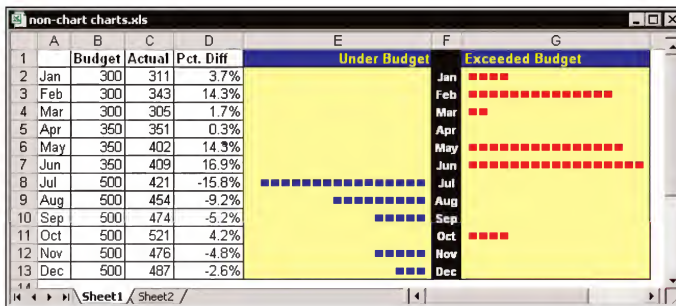 non-chart charts.xls
A B C D E F G
1 Budget Actual Pct. Diff Under Budget Exceeded Budget
2 Jan 300 311 3.7% Jan
3 Feb 300 343 14.3% Feb
4 Mar 300 305 1.7% Mar
5 Apr 350 351 0.3% Apr
6 May 350 402 14.3% May
7 Jun 350 409 16.9% Jun
8 Jul 500 421 -15.8% Jul
9 Aug 500 454 -9.2% Aug
10 Sep 500 474 -5.2% Sep
11 Oct 500 521 4.2% Oct
12 Nov 500 476 -4.8% Nov
13 Dec 500 487 -2.6% Dec
14
Sheet1 Sheet2